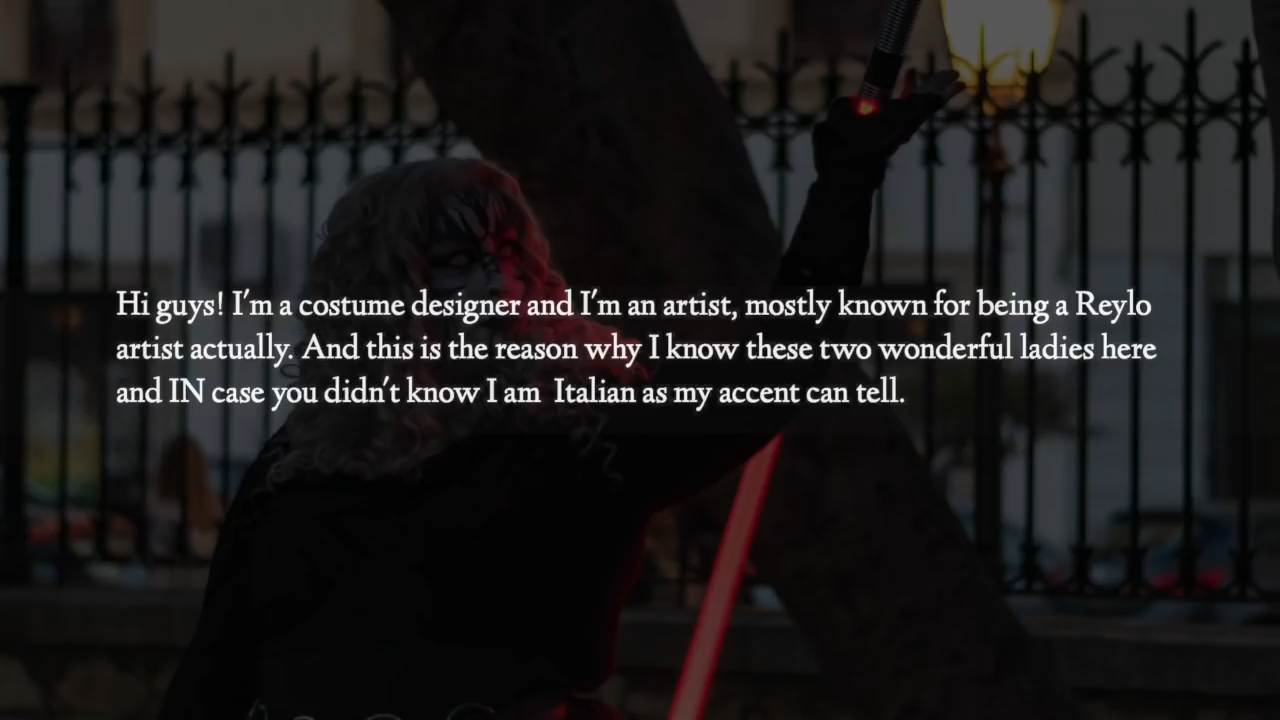 Hi guys! I'm a costume designer and I'm an artist, mostly known for being a Reylo
artist actually. And this is the reason why I know these two wonderful ladies here
and IN case you didn't know I am  Italian as my accent can tell.